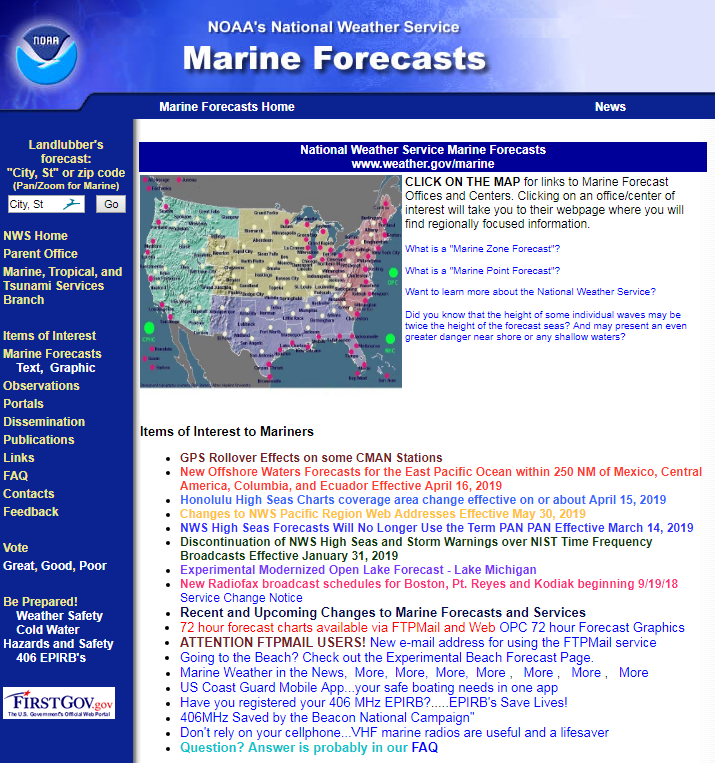 NOAA
NOAA's National Weather Service
Marine Forecasts
Marine Forecasts Home
News
Landlubber's
forecast:
"City, St" or zip code
(Pan/Zoom for Marine)
City, St
Go
NWS Home
Parent Office
Marine, Tropical, and
Tsunami Services
Branch
Items of Interest
Marine Forecasts
Text, Graphic
Observations
Portals
Dissemination
Publications
Links
FAQ
Contacts
Feedback
Vote
Great, Good, Poor
Be Prepared!
Weather Safety
Cold Water
Hazards and Safety
406 EPIRB's
FIRSTGOV.gov
The U.S. Government's Official Web Portal
National Weather Service Marine Forecasts
www.weather.gov/marine
CLICK ON THE MAP for links to Marine Forecast
Offices and Centers. Clicking on an office/center of
interest will take you to their webpage where you will
find regionally focused information.
What is a "Marine Zone Forecast"?
What is a "Marine Point Forecast"?
Want to learn more about the National Weather Service?
Did you know that the height of some individual waves may be
twice the height of the forecast seas? And may present an even
greater danger near shore or any shallow waters?
Items of Interest to Mariners
GPS Rollover Effects on some CMAN Stations
New Offshore Waters Forecasts for the East Pacific Ocean within 250 NM of Mexico, Central
America, Columbia, and Ecuador Effective April 16, 2019
Honolulu High Seas Charts coverage area change effective on or about April 15, 2019
Changes to NWS Pacific Region Web Addresses Effective May 30, 2019
NWS High Seas Forecasts Will No Longer Use the Term PAN PAN Effective March 14, 2019
Discontinuation of NWS High Seas and Storm Warnings over NIST Time Frequency
Broadcasts Effective January 31, 2019
Experimental Modernized Open Lake Forecast - Lake Michigan
New Radiofax broadcast schedules for Boston, Pt. Reyes and Kodiak beginning 9/19/18
Service Change Notice
Recent and Upcoming Changes to Marine Forecasts and Services
72 hour forecast charts available via FTPMail and Web OPC 72 hour Forecast Graphics
ATTENTION FTPMAIL USERS! New e-mail address for using the FTPMail service
Going to the Beach? Check out the Experimental Beach Forecast Page.
Marine Weather in the News, More, More, More, More , More , More , More
US Coast Guard Mobile App...your safe boating needs in one app
Have you registered your 406 MHz EPIRB?.....EPIRB's Save Lives!
406MHz Saved by the Beacon National Campaign"
Don't rely on your cellphone...VHF marine radios are useful and a lifesaver
Question? Answer is probably in our FAQ